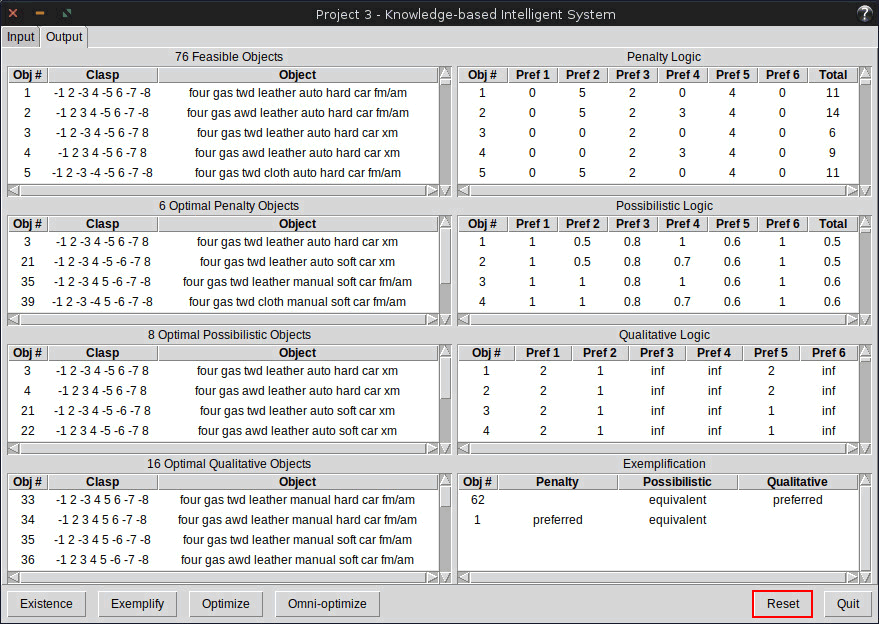 Project 3 - Knowledge-based Intelligent System ?
Input Output
76 Feasible Objects
Obj # Clasp Object
1 -1 2 -3 4 -5 6 -7 -8 four gas twd leather auto hard car fm/am
2 -1 2 3 4 -5 6 -7 -8 four gas awd leather auto hard car fm/am
3 -1 2 -3 4 -5 6 -7 8 four gas twd leather auto hard car xm
4 -1 2 3 4 -5 6 -7 8 four gas awd leather auto hard car xm
5 -1 2 -3 -4 -5 6 -7 -8 four gas twd cloth auto hard car fm/am
Penalty Logic
Obj # Pref 1 Pref 2 Pref 3 Pref 4 Pref 5 Pref 6 Total
1 0 5 2 0 4 0 11
2 0 5 2 3 4 0 14
3 0 0 2 0 4 0 6
4 0 0 2 3 4 0 9
5 0 5 2 0 4 0 11
6 Optimal Penalty Objects
Obj # Clasp Object
3 -1 2 -3 4 -5 6 -7 8 four gas twd leather auto hard car xm
21 -1 2 -3 4 -5 -6 -7 8 four gas twd leather auto soft car xm
35 -1 2 -3 4 5 -6 -7 -8 four gas twd leather manual soft car fm/am
39 -1 2 -3 -4 5 -6 -7 -8 four gas twd cloth manual soft car fm/am
Possibilistic Logic
Obj # Pref 1 Pref 2 Pref 3 Pref 4 Pref 5 Pref 6 Total
1 1 0.5 0.8 1 0.6 1 0.5
2 1 0.5 0.8 0.7 0.6 1 0.5
3 1 1 0.8 1 0.6 1 0.6
4 1 1 0.8 0.7 0.6 1 0.6
8 Optimal Possibilistic Objects
Obj # Clasp Object
3 -1 2 -3 4 -5 6 -7 8 four gas twd leather auto hard car xm
4 -1 2 3 4 -5 6 -7 8 four gas awd leather auto hard car xm
21 -1 2 -3 4 -5 -6 -7 8 four gas twd leather auto soft car xm
22 -1 2 3 4 -5 -6 -7 8 four gas awd leather auto soft car xm
Qualitative Logic
Obj # Pref 1 Pref 2 Pref 3 Pref 4 Pref 5 Pref 6
1 2 1 inf inf 2 inf
2 2 1 inf inf 2 inf
3 2 1 inf inf 1 inf
4 2 1 inf inf 1 inf
16 Optimal Qualitative Objects
Obj # Clasp Object
33 -1 2 -3 4 5 6 -7 -8 four gas twd leather manual hard car fm/am
34 -1 2 3 4 5 6 -7 -8 four gas awd leather manual hard car fm/am
35 -1 2 -3 4 5 -6 -7 -8 four gas twd leather manual soft car fm/am
36 -1 2 3 4 5 -6 -7 -8 four gas awd leather manual soft car fm/am
Exemplification
Obj # Penalty Possibilistic Qualitative
62 equivalent preferred
1 preferred equivalent
Existence Exemplify Optimize Omni-optimize Reset Quit